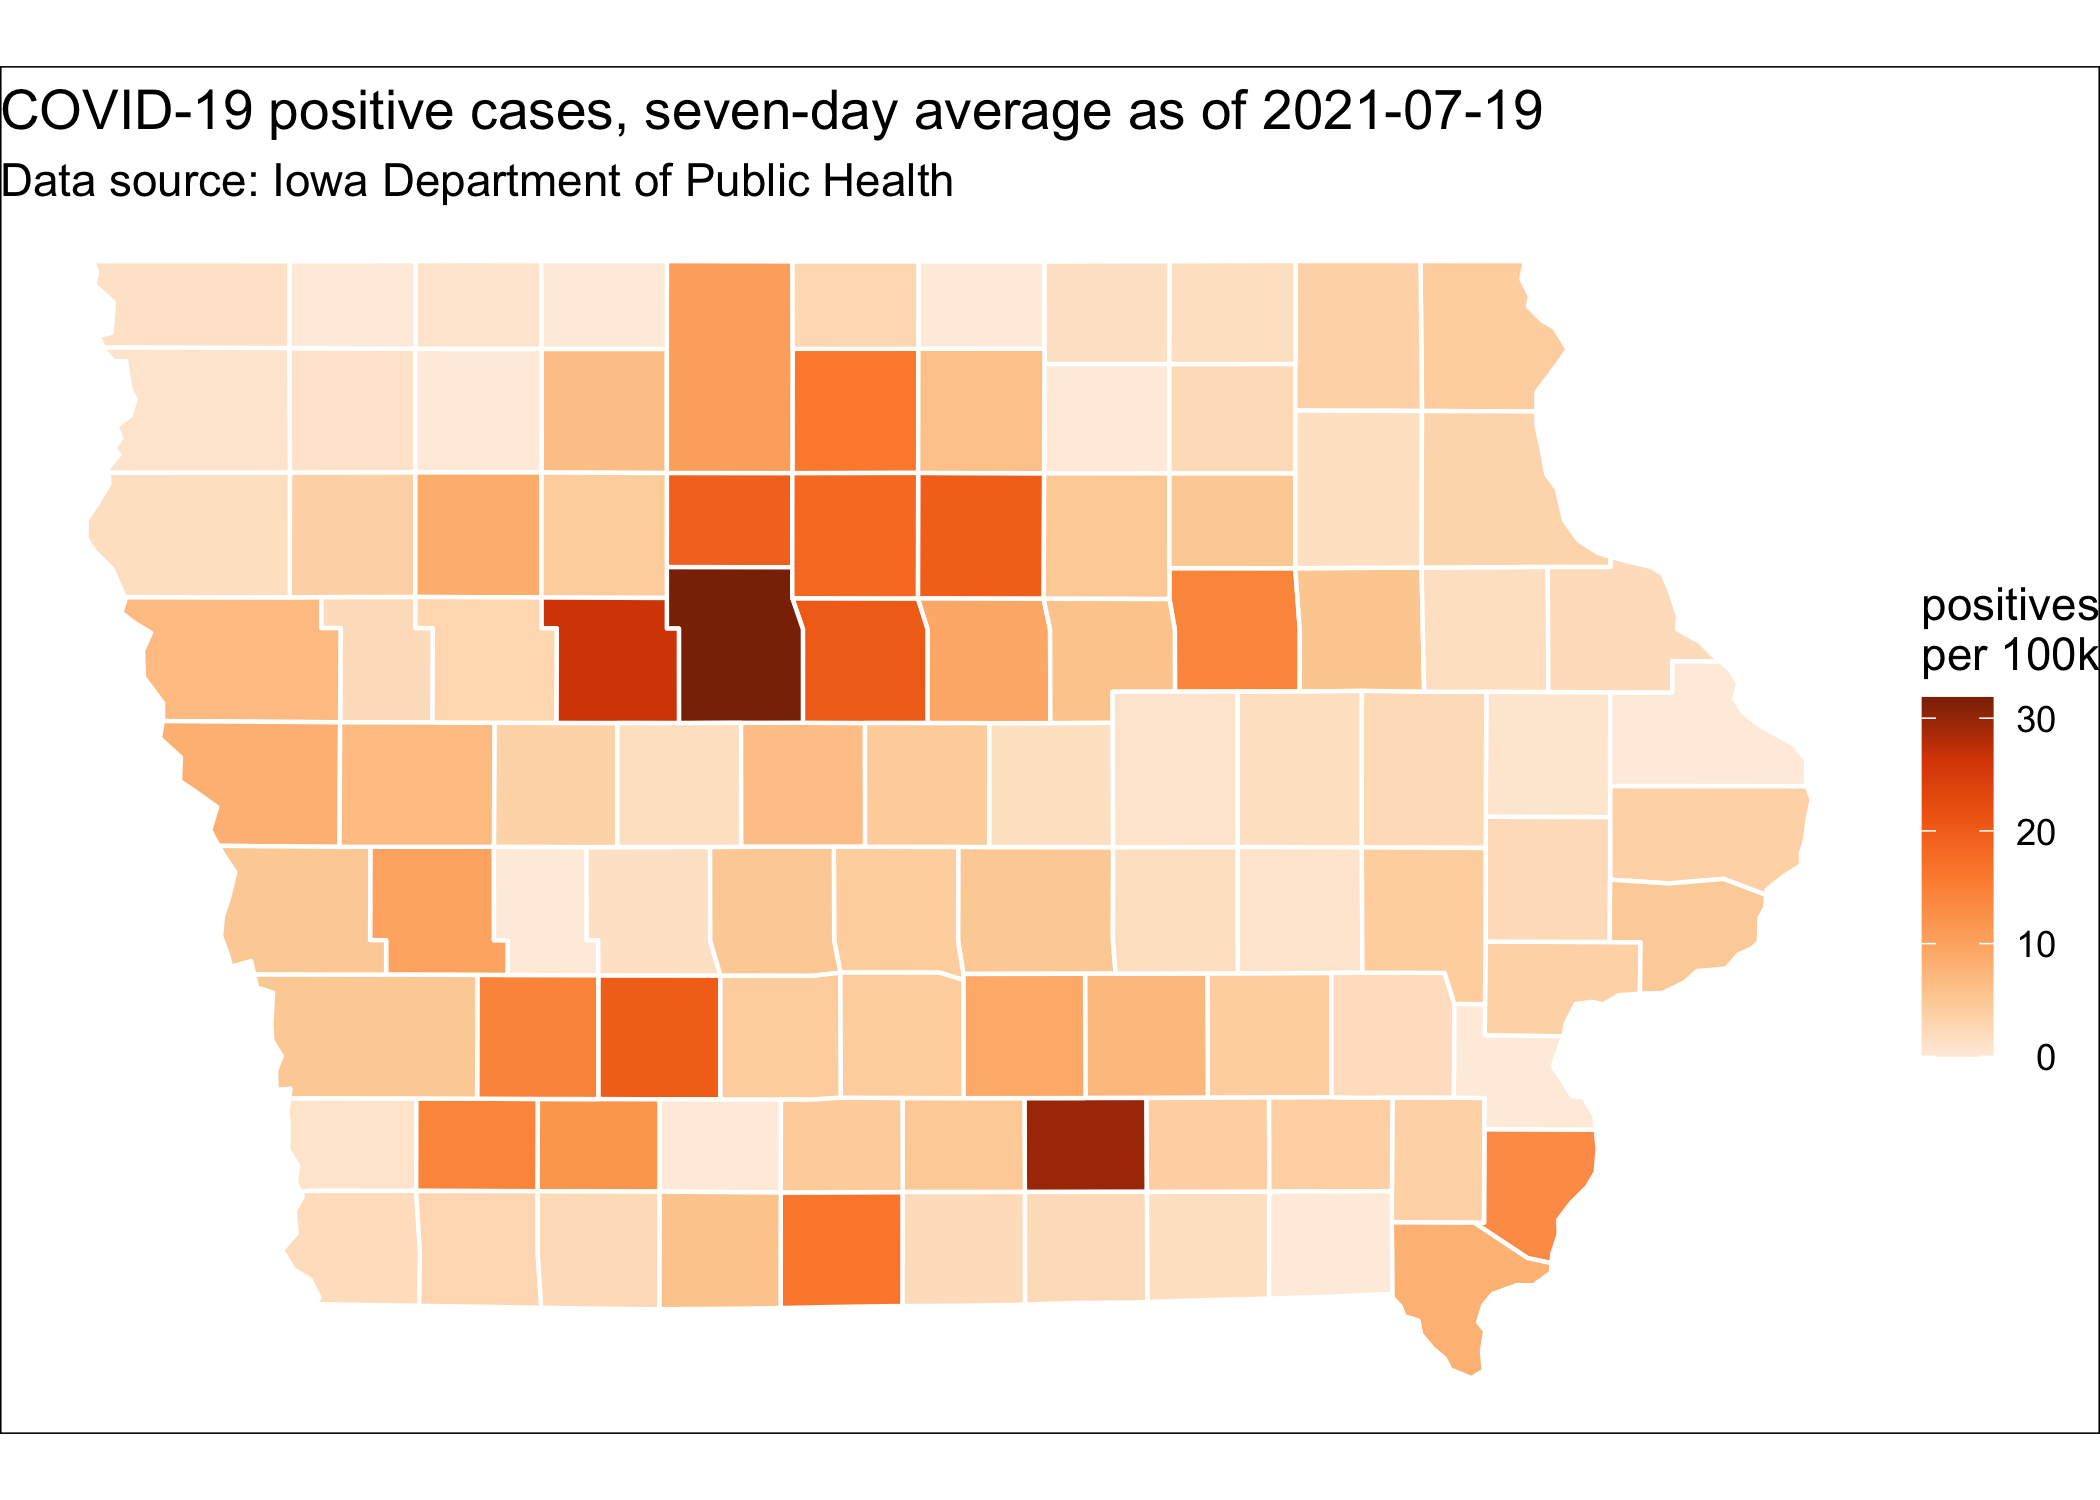 COVID-19 positive cases, seven-day average as of 2021-07-19
Data source: Iowa Department of Public Health
positives
per 100k
30
20
10
0